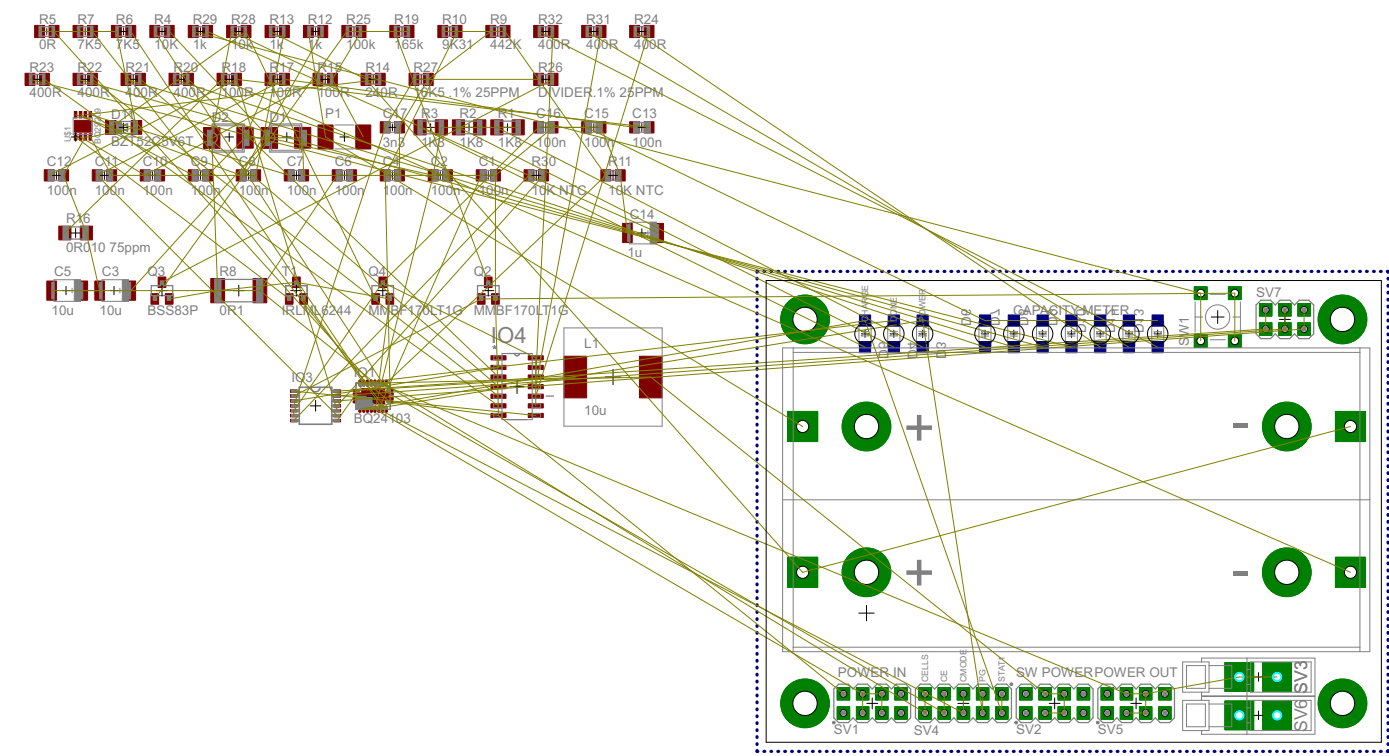 R5 R7 R6 R4 R29 R28 R13 R12 R25 R19 R10 R9 R32 R31 R24
0R 7K5 7K5 10K 1k 10k 1k 1k 100k 165k 9K31 442K 400R 400R 400R
R23 R22 R21 R20 R18 R17 R15 R14 R27 R26
400R 400R 400R 400R 100R 100R 100R 240R 16K5 .1% 25PPM DIVIDER.1% 25PPM
D2 D1 P1 C17 R3 R2 R1 C16 C15 C13
BZT52C5V6T 3n3 1K8 1K8 1K8 100n 100n 100n
C12 C11 C10 C9 C8 C7 C6 C4 C2 C1 R30 R11
100n 100n 100n 100n 100n 100n 100n 100n 100n 100n 10K NTC 10K NTC
R16 C14
0R010 75ppm 1u
C5 C3 Q3 R8 T1 Q4 Q2
10u 10u BSS83P 0R1 IRLML6244 MMBF170LT1G MMBF170LT1G
CAPACITY METER SV7
SW1
IO4 L1
IO3
BQ24103 10u
+ -
+ -
POWER IN CELLS CE CMODE PG STAT1 SW POWER POWER OUT SV3
SV1 SV4 SV2 SV5 SV6